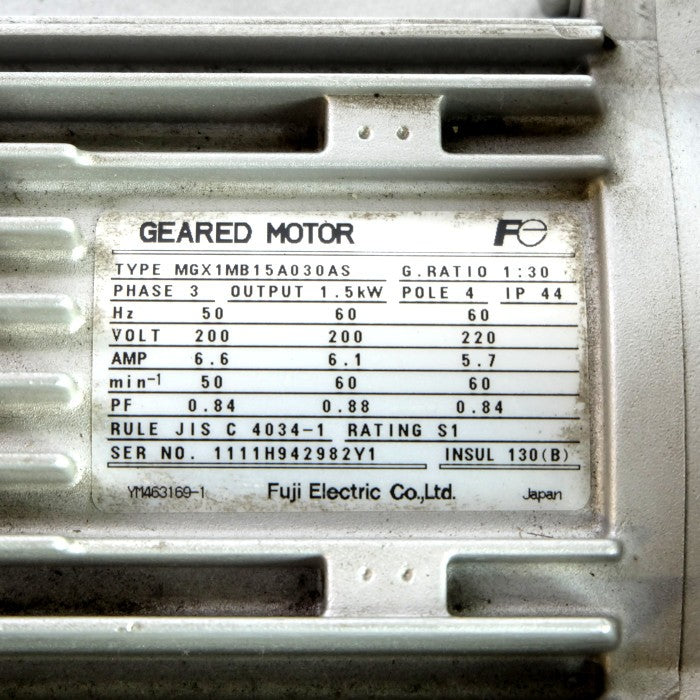 GEARED MOTOR Fe
TYPE MGX1MB15A030AS G.RATIO 1:30
PHASE 3 OUTPUT 1.5kW POLE 4 IP 44
Hz 50 60 60
VOLT 200 200 220
AMP 6.6 6.1 5.7
min-1 50 60 60
PF 0.84 0.88 0.84
RULE JIS C 4034-1 RATING S1
SER NO. 1111H942982Y1 INSUL 130(B)
YM463169-1 Fuji Electric Co.,Ltd. Japan